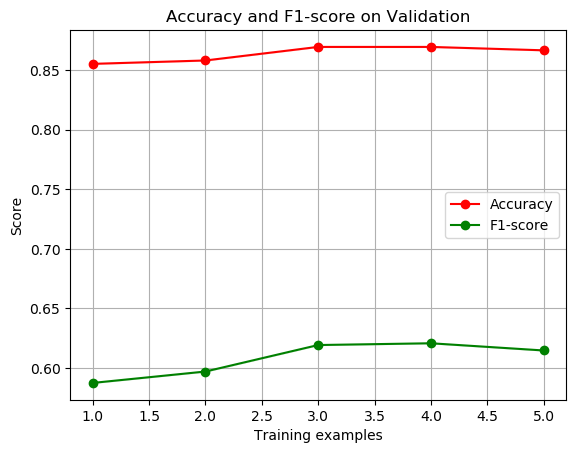 Accuracy and F1-score on Validation
Score
0.85
0.80
0.75
0.70
0.65
0.60
Accuracy
F1-score
1.0 1.5 2.0 2.5 3.0 3.5 4.0 4.5 5.0
Training examples